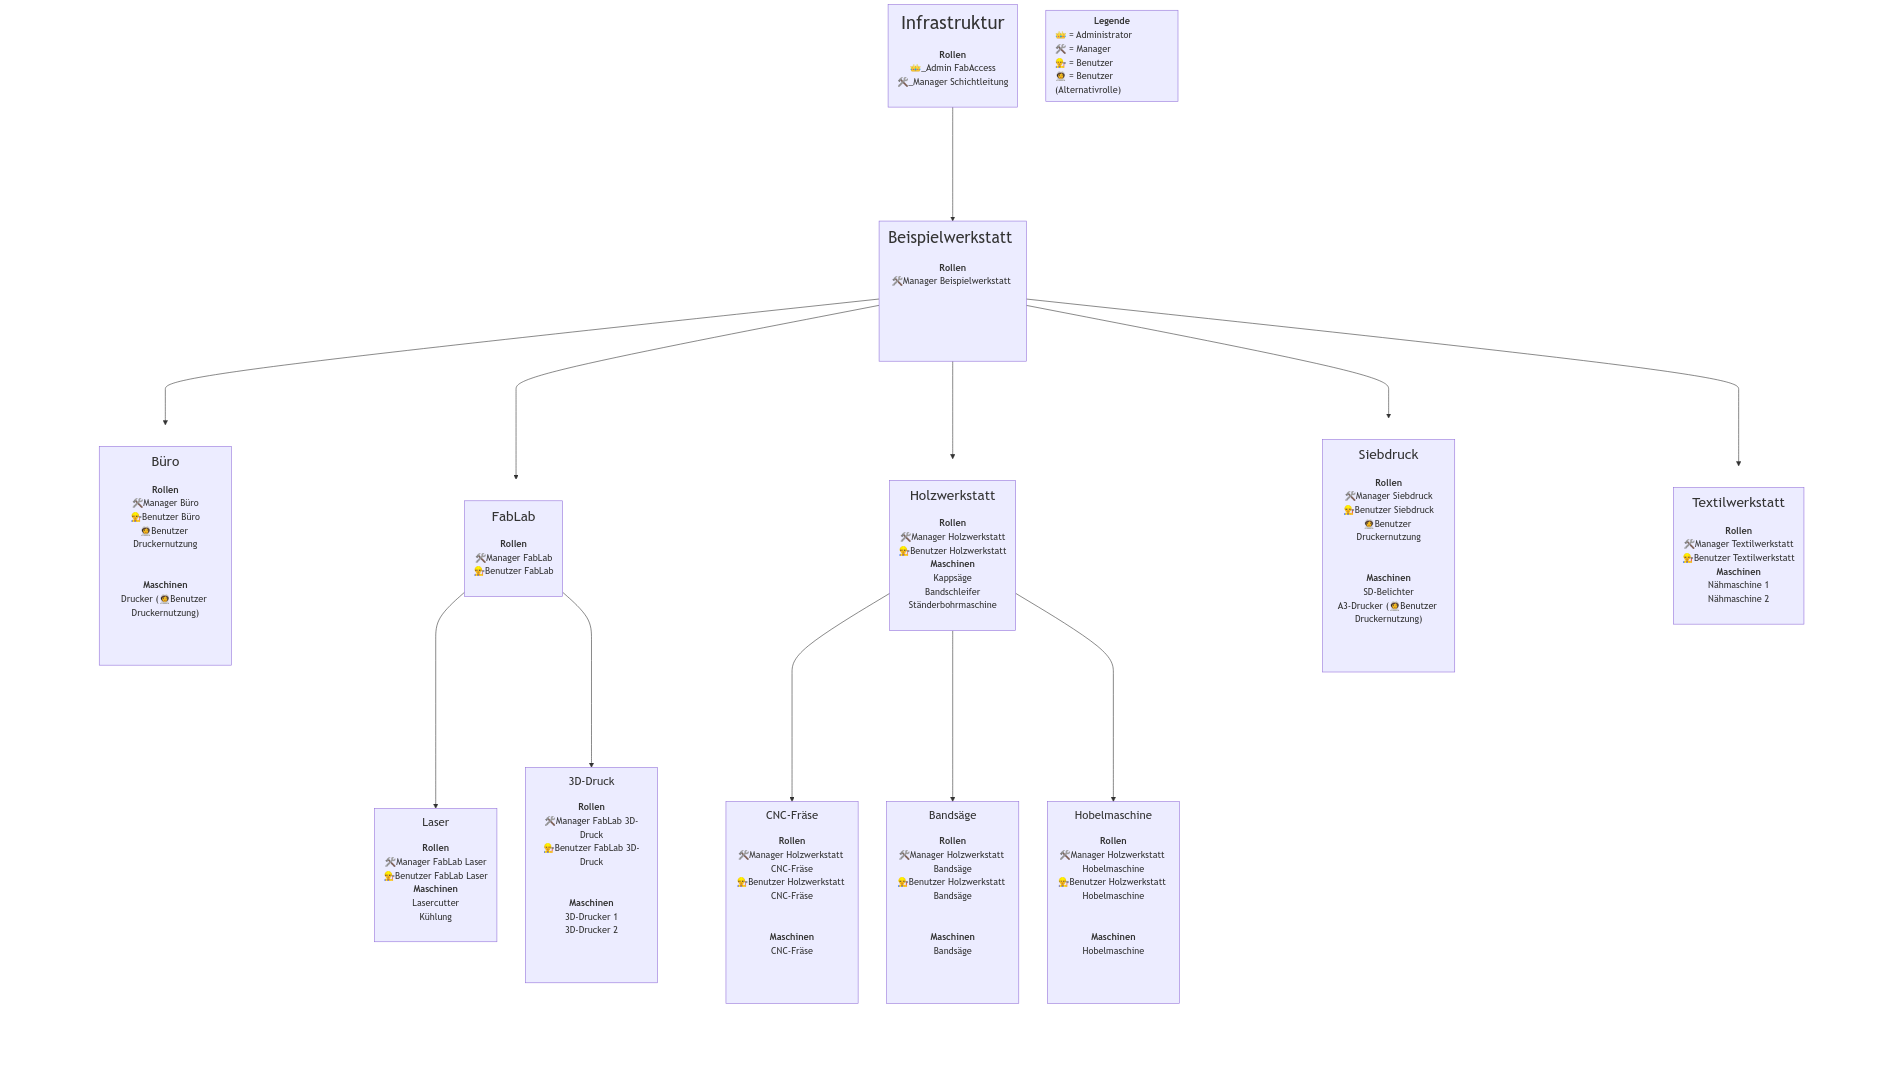 Infrastruktur
Rollen
👑_Admin FabAccess
🛠️_Manager Schichtleitung
Legende
👑 = Administrator
🛠️ = Manager
👷 = Benutzer
🧑‍🚀 = Benutzer
(Alternativrolle)
Beispielwerkstatt
Rollen
🛠️Manager Beispielwerkstatt
Büro
Rollen
🛠️Manager Büro
👷Benutzer Büro
🧑‍🚀Benutzer
Druckernutzung
Maschinen
Drucker (🧑‍🚀Benutzer
Druckernutzung)
FabLab
Rollen
🛠️Manager FabLab
👷Benutzer FabLab
Holzwerkstatt
Rollen
🛠️Manager Holzwerkstatt
👷Benutzer Holzwerkstatt
Maschinen
Kappsäge
Bandschleifer
Ständerbohrmaschine
Siebdruck
Rollen
🛠️Manager Siebdruck
👷Benutzer Siebdruck
🧑‍🚀Benutzer
Druckernutzung
Maschinen
SD-Belichter
A3-Drucker (🧑‍🚀Benutzer
Druckernutzung)
Textilwerkstatt
Rollen
🛠️Manager Textilwerkstatt
👷Benutzer Textilwerkstatt
Maschinen
Nähmaschine 1
Nähmaschine 2
Laser
Rollen
🛠️Manager FabLab Laser
👷Benutzer FabLab Laser
Maschinen
Lasercutter
Kühlung
3D-Druck
Rollen
🛠️Manager FabLab 3D-
Druck
👷Benutzer FabLab 3D-
Druck
Maschinen
3D-Drucker 1
3D-Drucker 2
CNC-Fräse
Rollen
🛠️Manager Holzwerkstatt
CNC-Fräse
👷Benutzer Holzwerkstatt
CNC-Fräse
Maschinen
CNC-Fräse
Bandsäge
Rollen
🛠️Manager Holzwerkstatt
Bandsäge
👷Benutzer Holzwerkstatt
Bandsäge
Maschinen
Bandsäge
Hobelmaschine
Rollen
🛠️Manager Holzwerkstatt
Hobelmaschine
👷Benutzer Holzwerkstatt
Hobelmaschine
Maschinen
Hobelmaschine